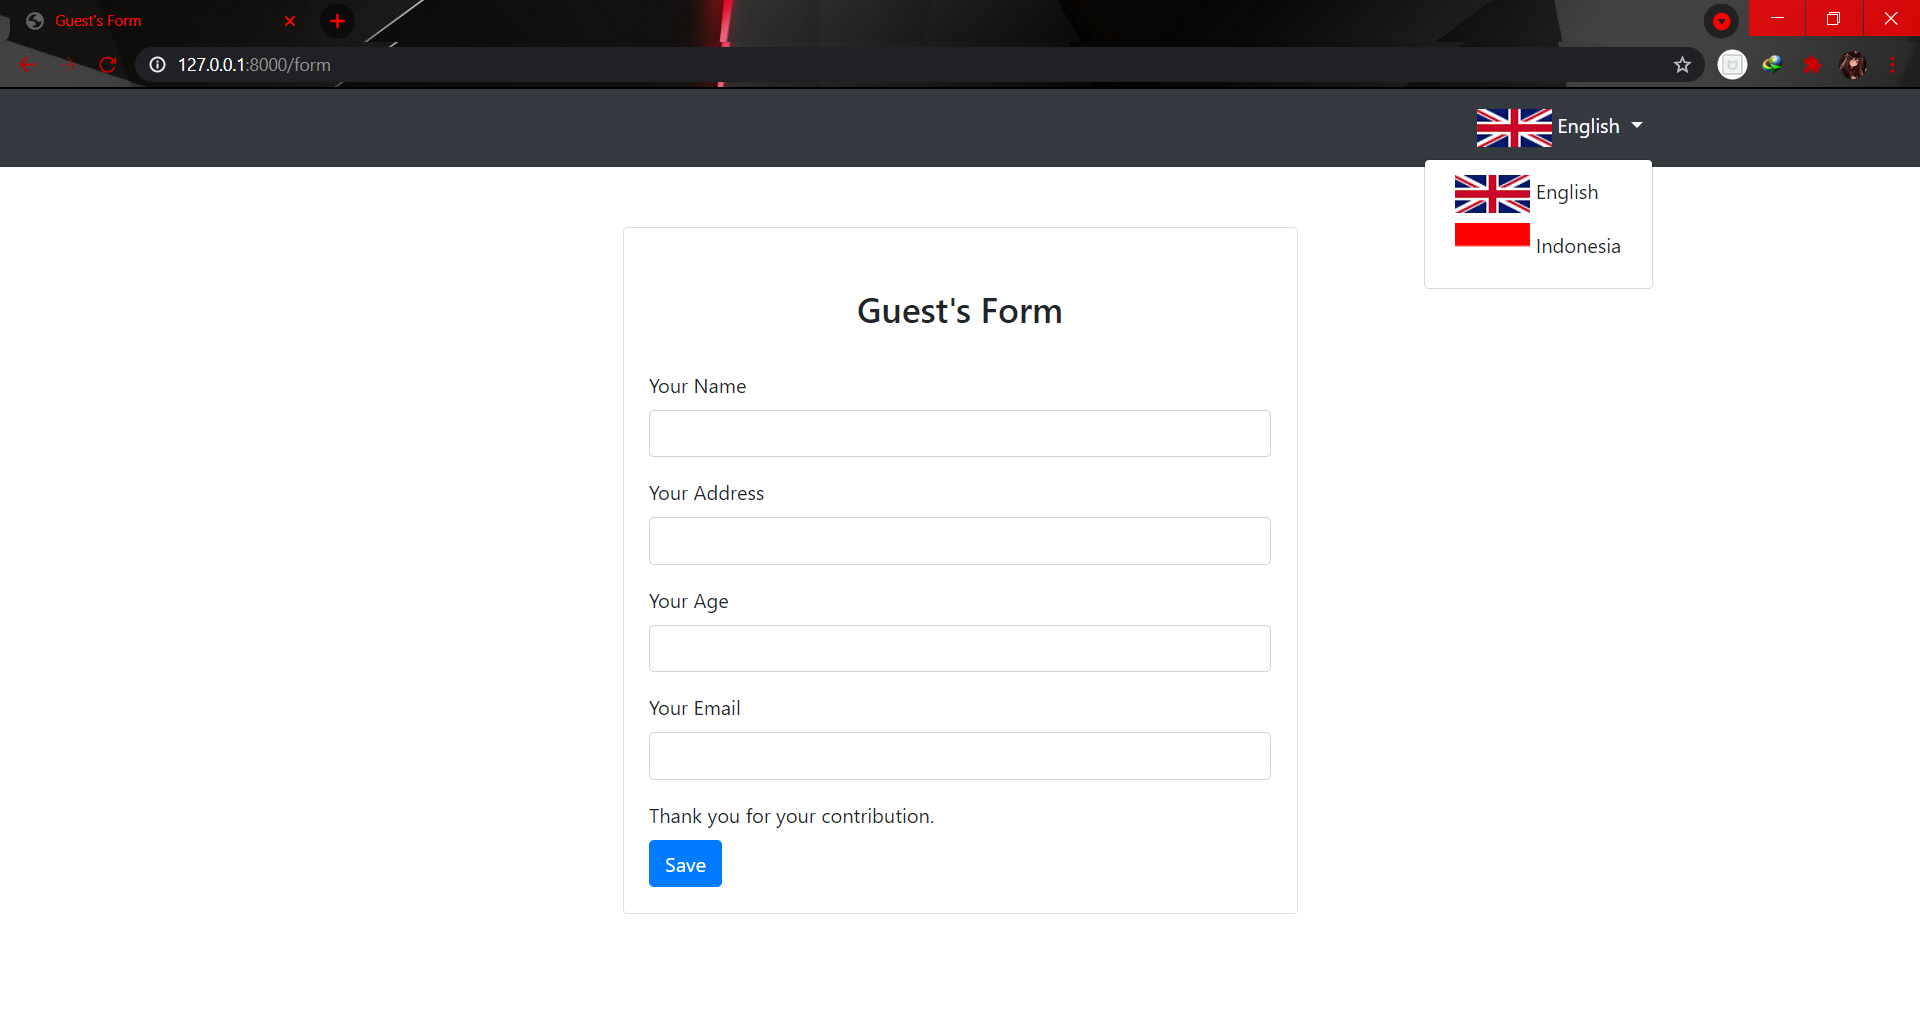 Guest's Form
127.0.0.1:8000/form
English
English
Indonesia
Guest's Form
Your Name
Your Address
Your Age
Your Email
Thank you for your contribution.
Save